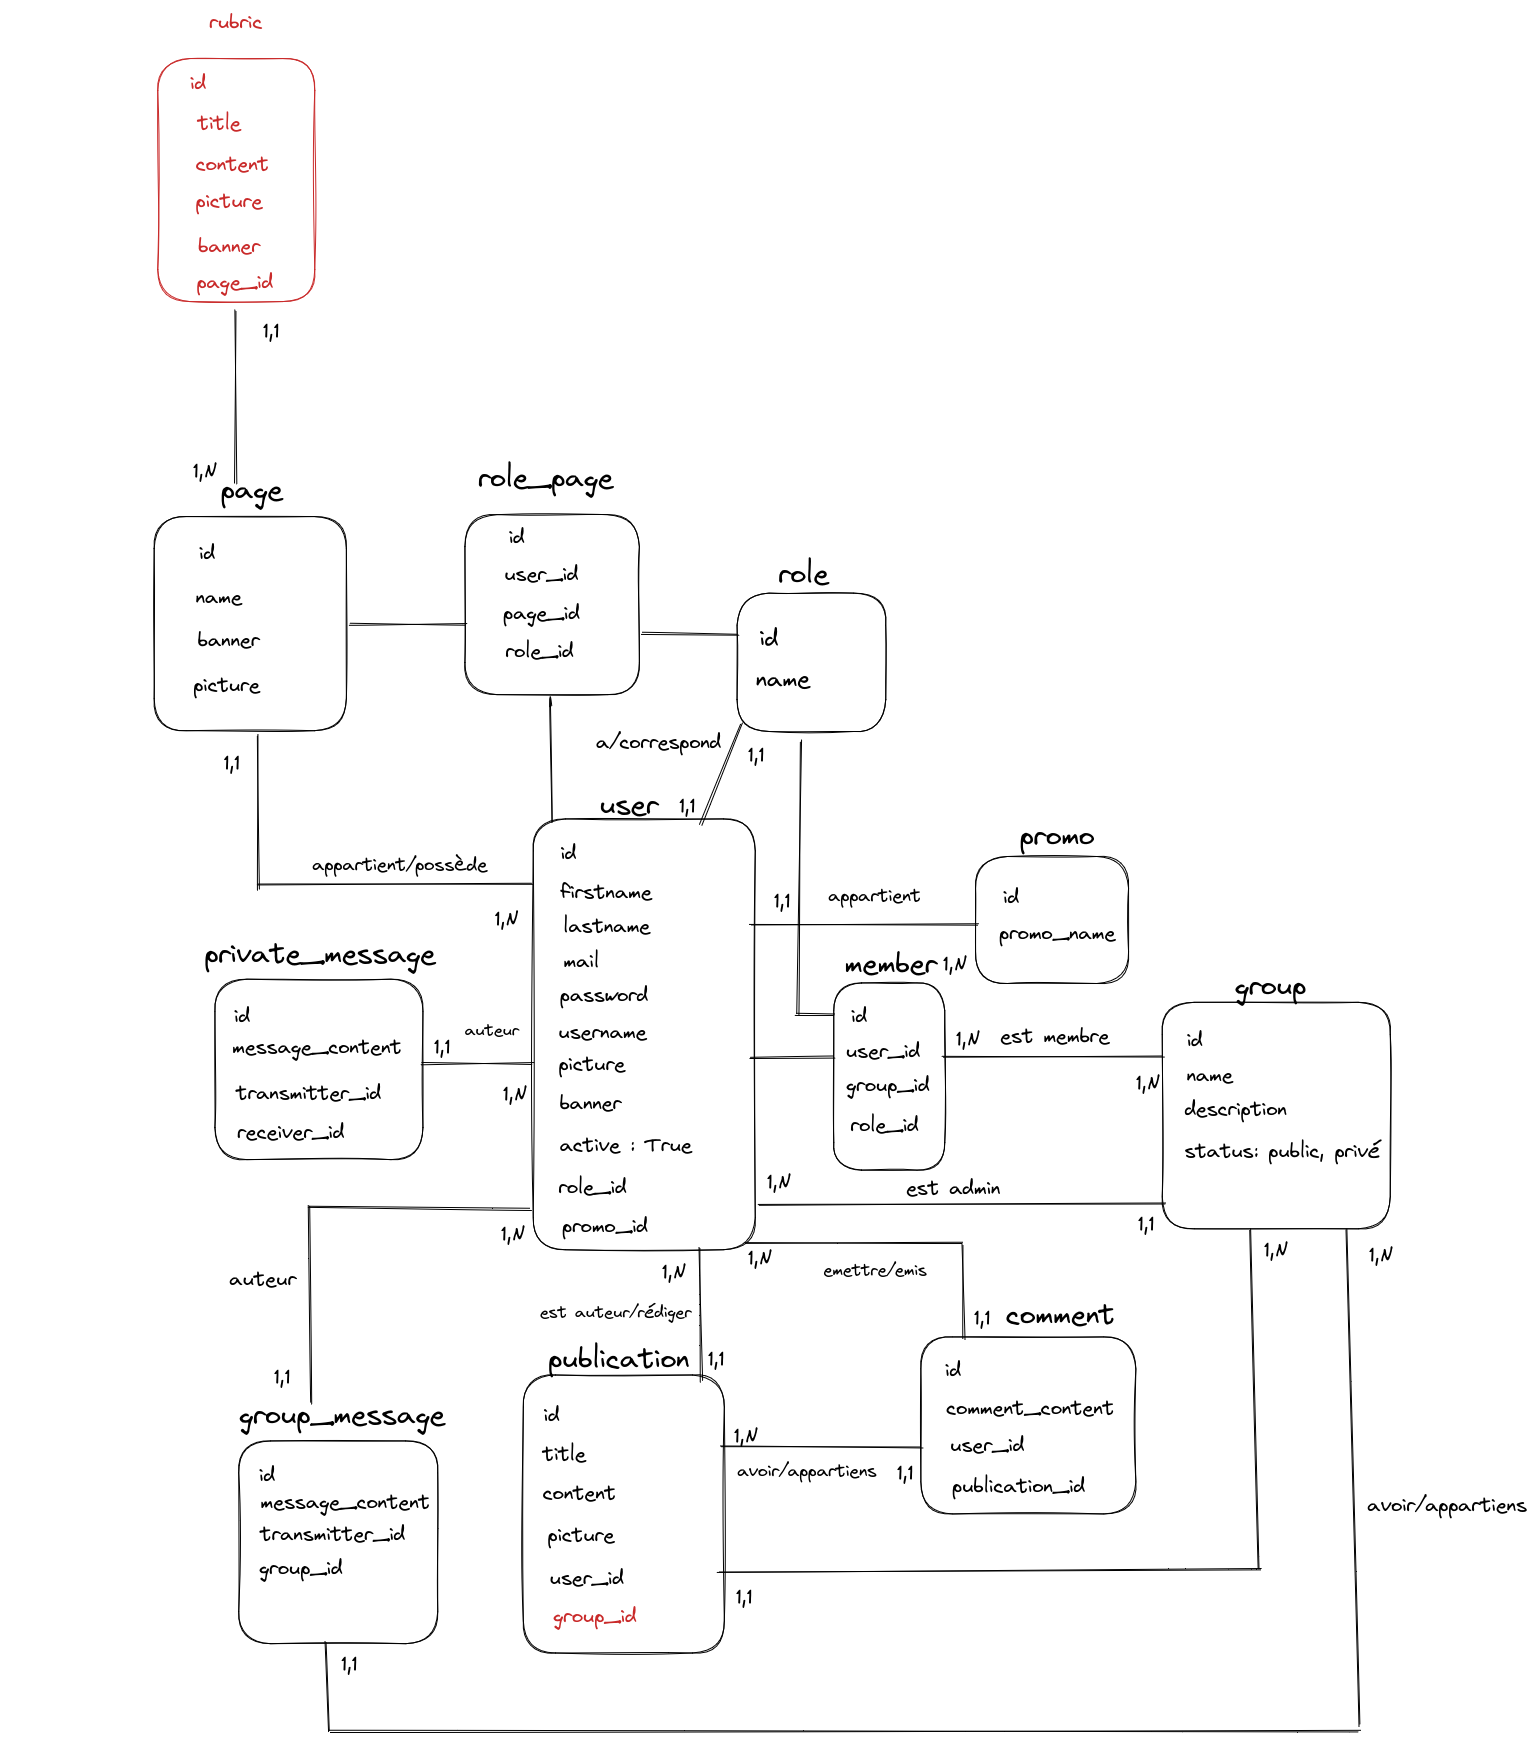 rubric
id
title
content
picture
banner
page_id
1,1
1,N
page
id
name
banner
picture
role_page
id
user_id
page_id
role_id
role
id
name
1,1
a/correspond
1,1
1,1
user
id
firstname
lastname
mail
password
username
picture
banner
active : True
role_id
promo_id
appartient/possède
1,N
1,1
appartient
promo
id
promo_name
1,N
private_message
id
message_content
transmitter_id
receiver_id
auteur
1,1
1,N
member
id
user_id
group_id
role_id
1,N
est membre
1,N
group
id
name
description
status: public, privé
1,N
est admin
1,1
1,N
auteur
1,1
1,N
est auteur/rédiger
1,1
1,N
emettre/emis
1,1
1,N
1,N
comment
id
comment_content
user_id
publication_id
publication
id
title
content
picture
user_id
group_id
1,N
avoir/appartiens
1,1
1,1
group_message
id
message_content
transmitter_id
group_id
1,1
avoir/appartiens